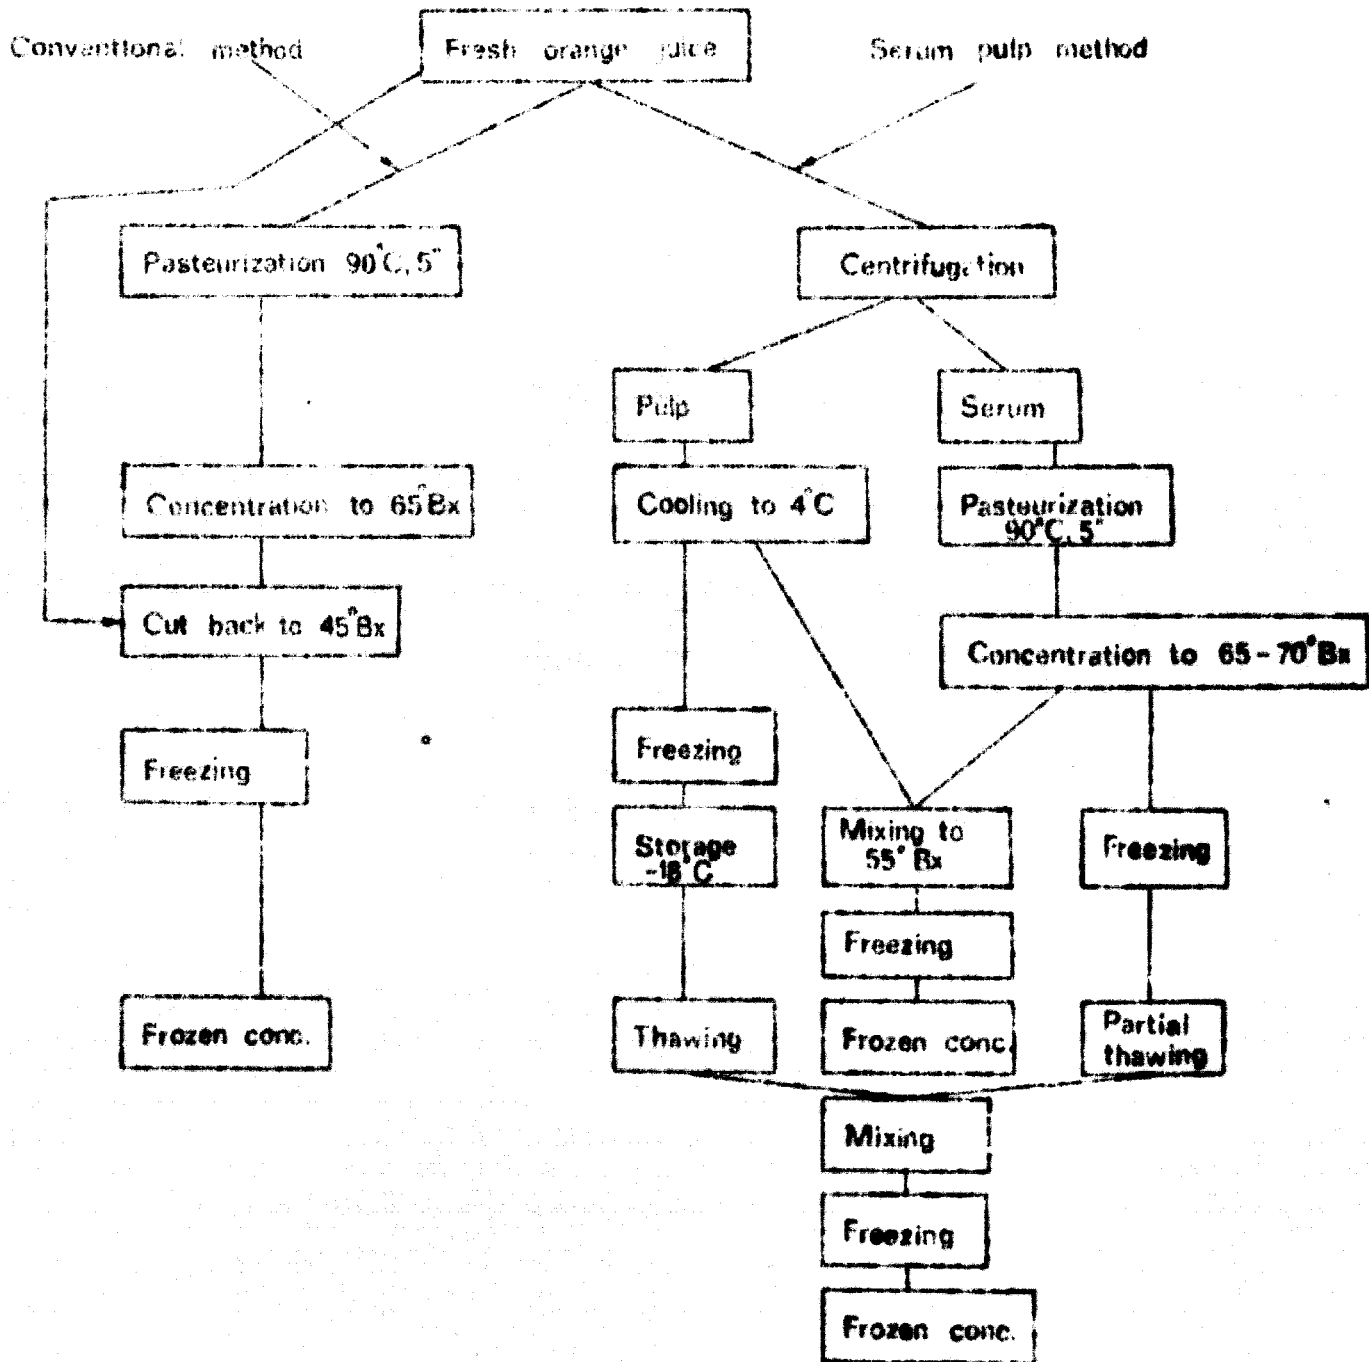 Conventional method
Fresh orange juice
Serum pulp method
Pasteurization 90°C, 5"
Centrifugation
Pulp
Serum
Concentration to 65°Bx
Cooling to 4°C
Pasteurization
90°C, 5"
Cut back to 45°Bx
Concentration to 65-70°Bx
Freezing
Freezing
Storage
-18°C
Mixing to
55° Bx
Freezing
Freezing
Frozen conc.
Thawing
Frozen conc.
Partial
thawing
Mixing
Freezing
Frozen conc.